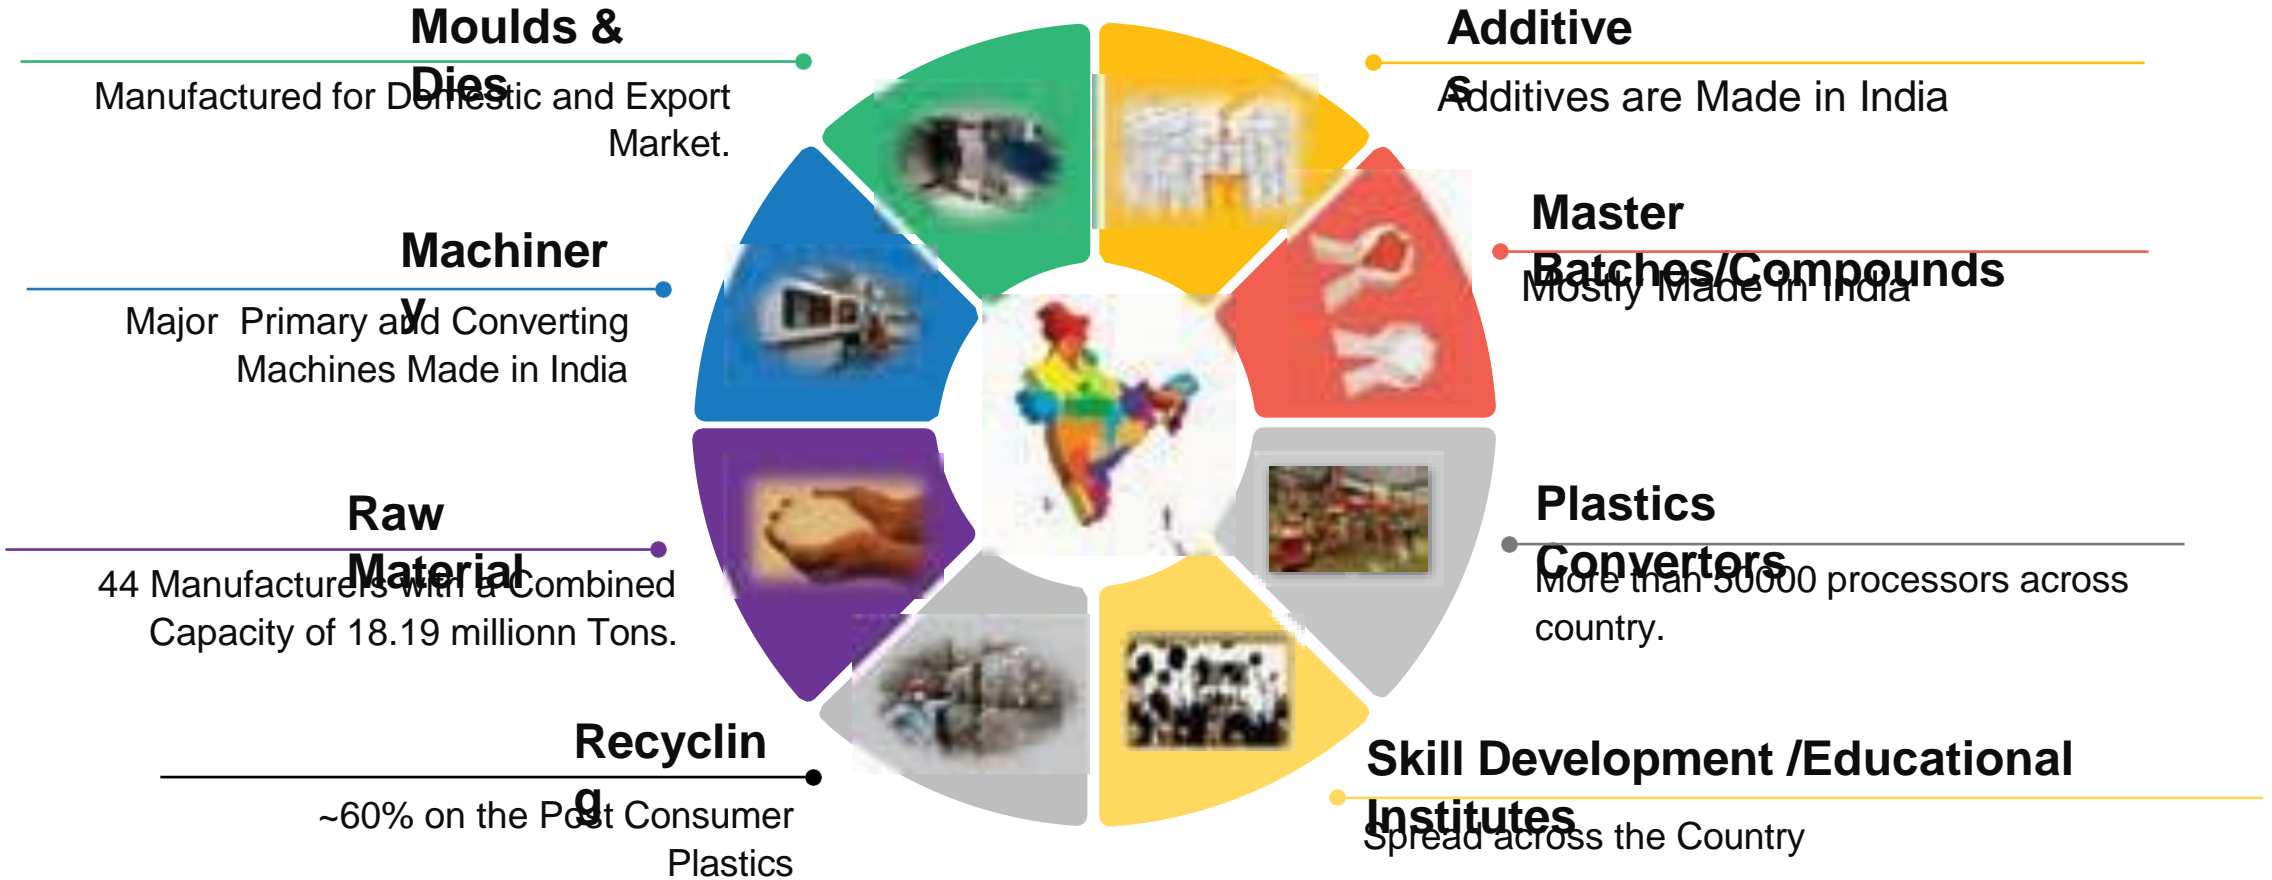 Moulds &
Dies
Manufactured for Domestic and Export
Market.
Machiner
y
Major  Primary and Converting
Machines Made in India
Raw
Material
44 Manufacturers with a Combined
Capacity of 18.19 millionn Tons.
Recyclin
g
~60% on the Post Consumer
Plastics
Additive
s
Additives are Made in India
Master
Batches/Compounds
Mostly Made in India
Plastics
Convertors
More than 50000 processors across
country.
Skill Development /Educational
Institutes
Spread across the Country